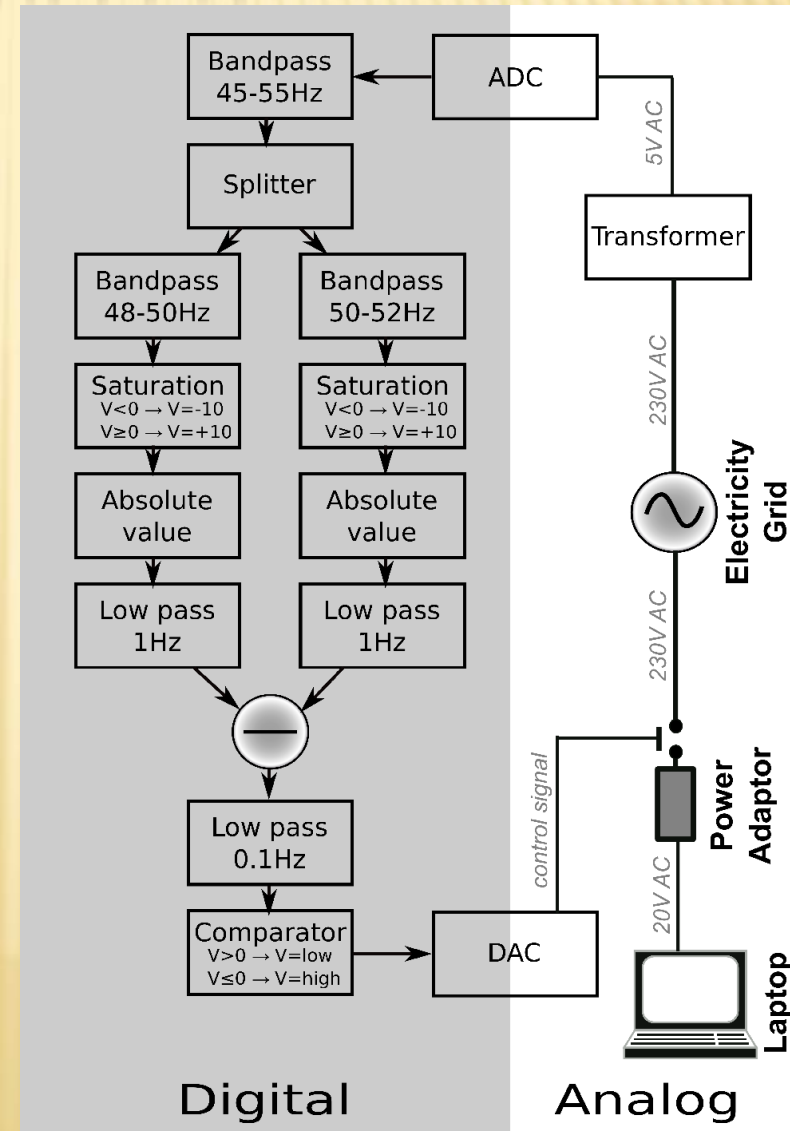 Bandpass
45-55Hz
ADC
5V AC
Splitter
Transformer
Bandpass
48-50Hz
Bandpass
50-52Hz
230V AC
Saturation
V<0 → V=-10
V≥0 → V=+10
Saturation
V<0 → V=-10
V≥0 → V=+10
Absolute
value
Absolute
value
Electricity
Grid
Low pass
1Hz
Low pass
1Hz
230V AC
control signal
Power
Adaptor
Low pass
0.1Hz
20V AC
Comparator
V>0 → V=low
V≤0 → V=high
DAC
Laptop
Digital
Analog